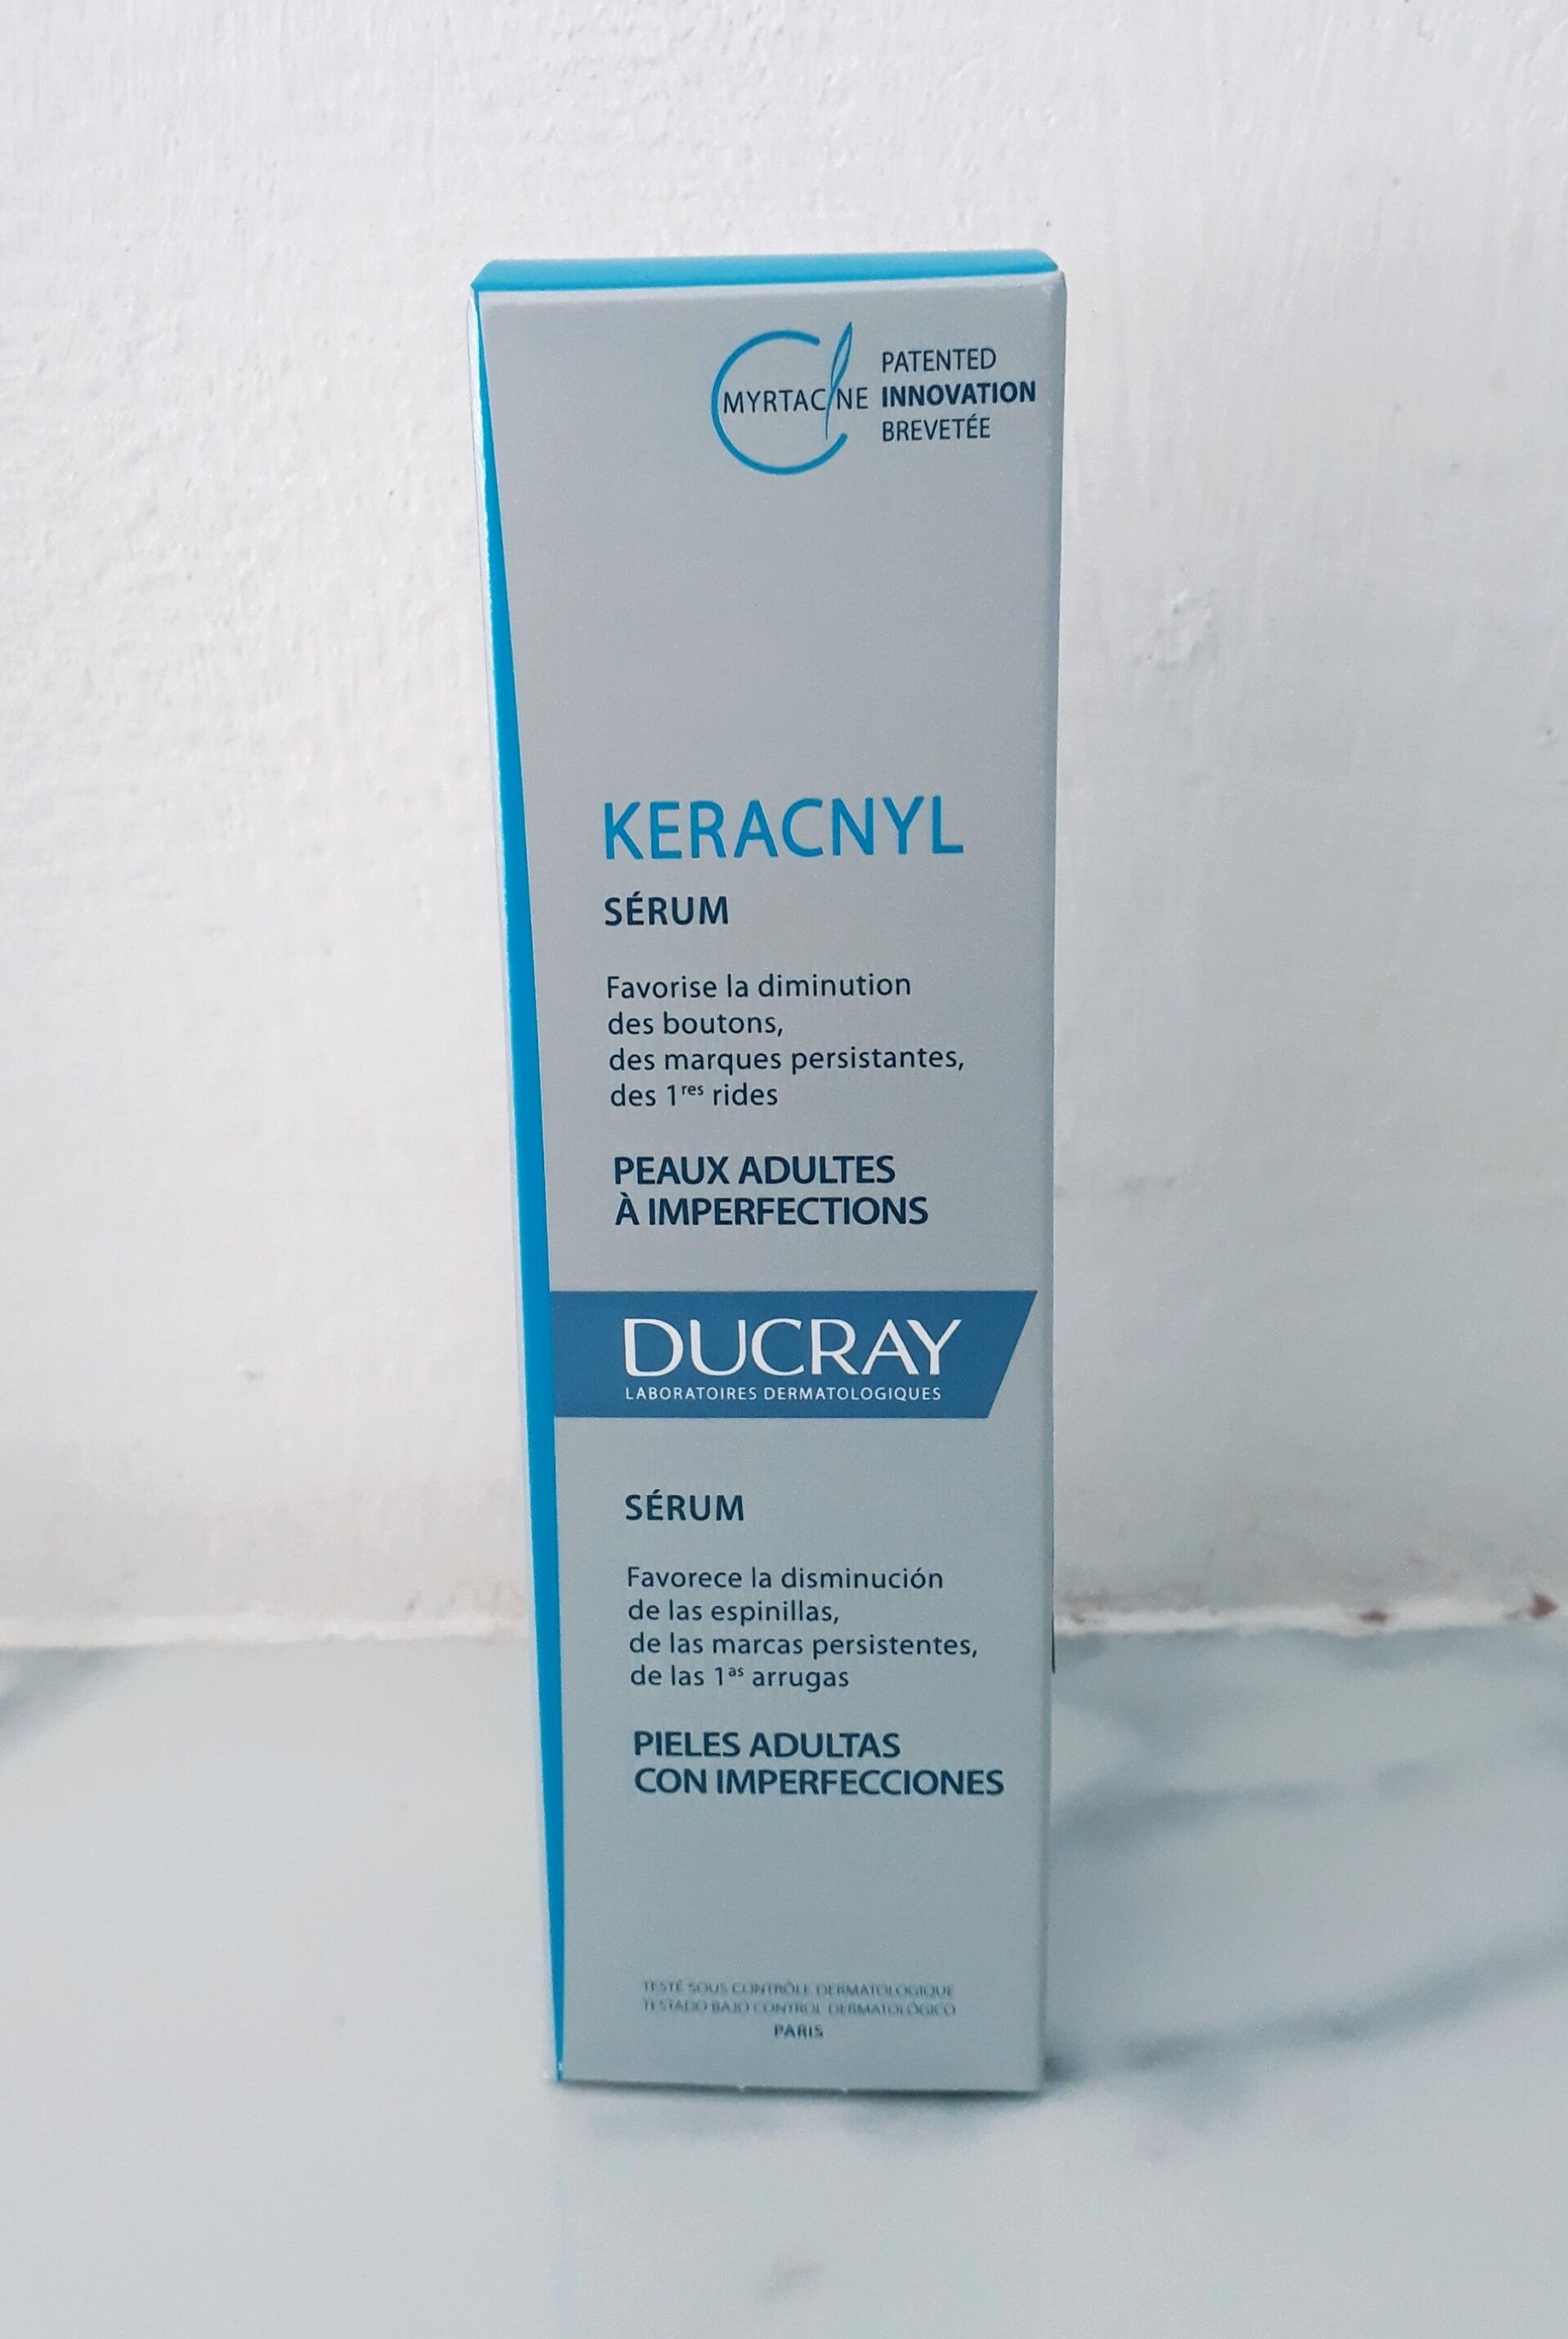 MYRTACINE
PATENTED
INNOVATION
BREVETÉE
KERACNYL
SÉRUM
Favorise la diminution
des boutons,
des marques persistantes,
des 1res rides
PEAUX ADULTES
À IMPERFECTIONS
DUCRAY
LABORATOIRES DERMATOLOGIQUES
SÉRUM
Favorece la disminución
de las espinillas,
de las marcas persistentes,
de las 1as arrugas
PIELES ADULTAS
CON IMPERFECCIONES
TESTÉ SOUS CONTRÔLE DERMATOLOGIQUE
TESTADO BAJO CONTROL DERMATOLÓGICO
PARIS